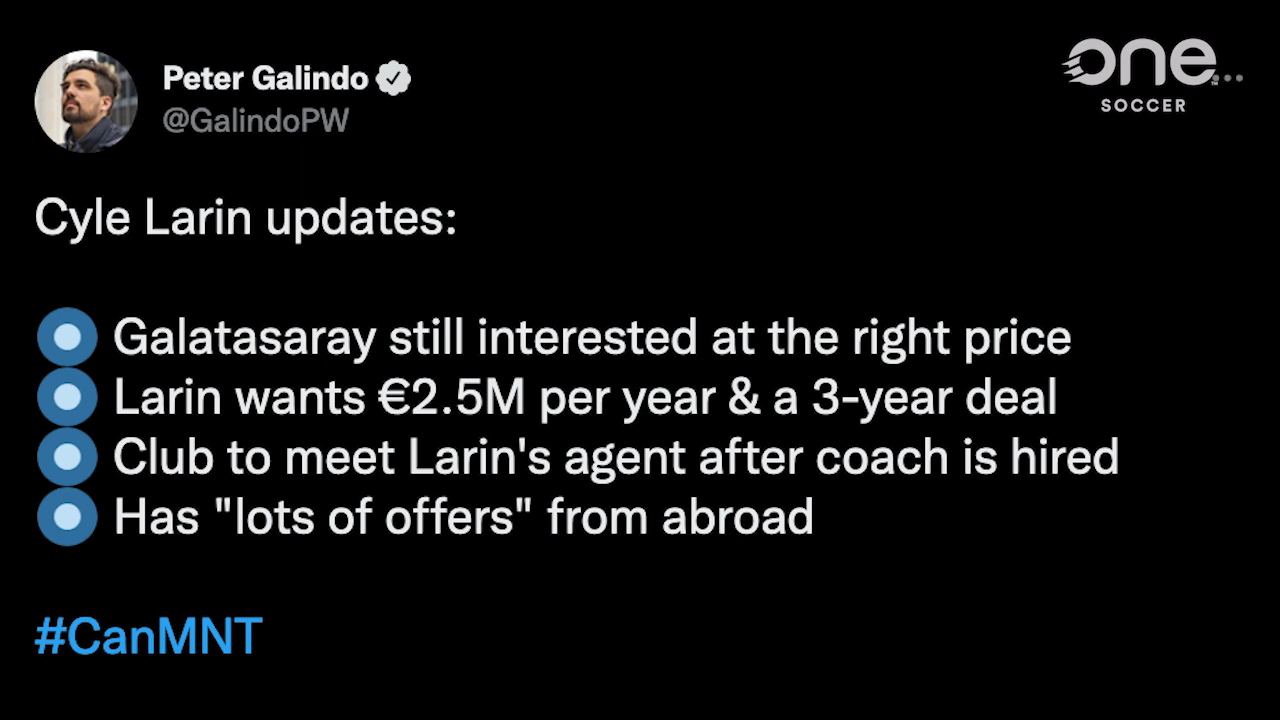 Peter Galindo
@GalindoPW
one
SOCCER
Cyle Larin updates:
Galatasaray still interested at the right price
Larin wants €2.5M per year & a 3-year deal
Club to meet Larin's agent after coach is hired
Has "lots of offers" from abroad
#CanMNT